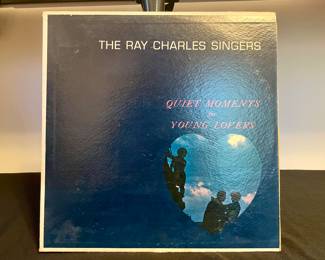 THE RAY CHARLES SINGERS
QUIET MOMENTS
for
YOUNG LOVERS